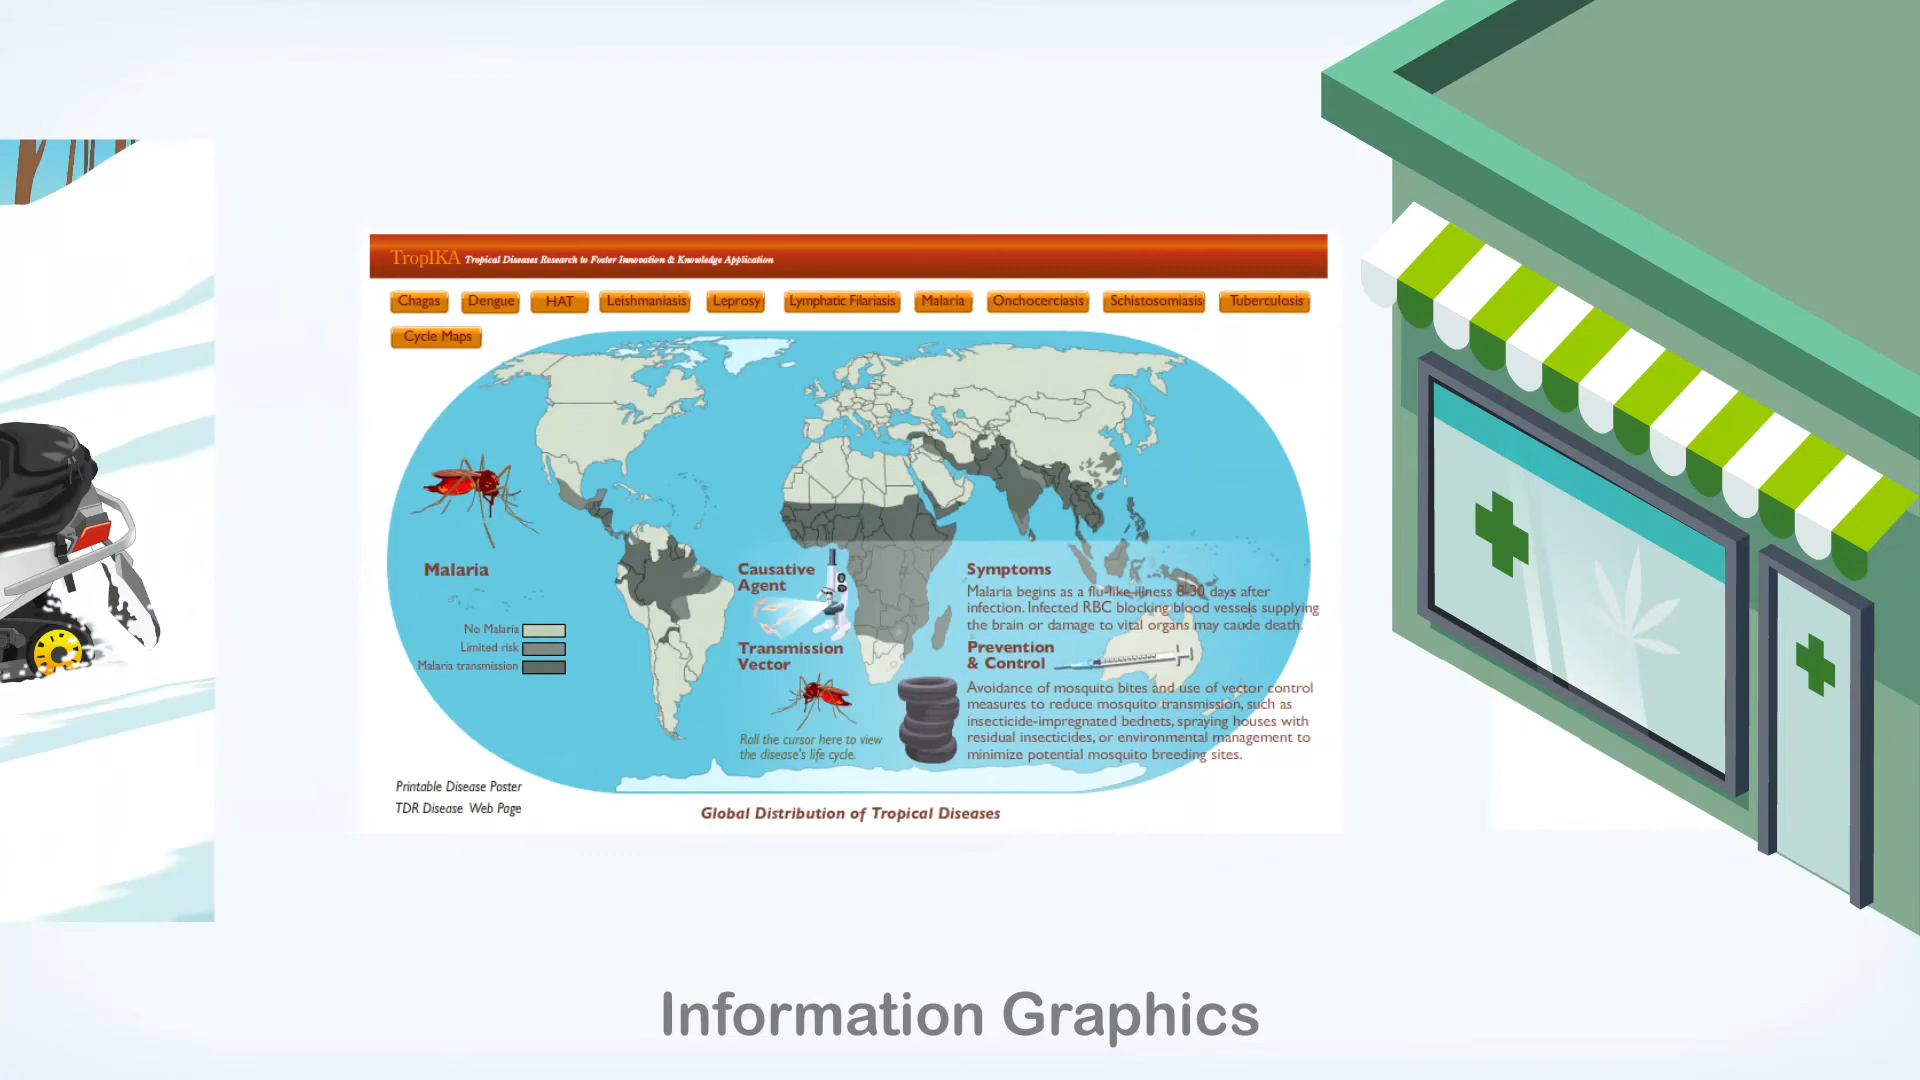 TropIKA Tropical Diseases Research to Foster Innovation & Knowledge Application
Chagas Dengue HAT Leishmaniasis Leprosy Lymphatic Filariasis Malaria Onchocerciasis Schistosomiasis Tuberculosis
Cycle Maps
Malaria
No Malaria
Limited risk
Malaria transmission
Causative
Agent
Transmission
Vector
Roll the cursor here to view
the disease's life cycle.
Symptoms
Malaria begins as a flu-like illness 8-30 days after
infection. Infected RBC blocking blood vessels supplying
the brain or damage to vital organs may caude death.
Prevention
& Control
Avoidance of mosquito bites and use of vector control
measures to reduce mosquito transmission, such as
insecticide-impregnated bednets, spraying houses with
residual insecticides, or environmental management to
minimize potential mosquito breeding sites.
Printable Disease Poster
TDR Disease Web Page
Global Distribution of Tropical Diseases
Information Graphics